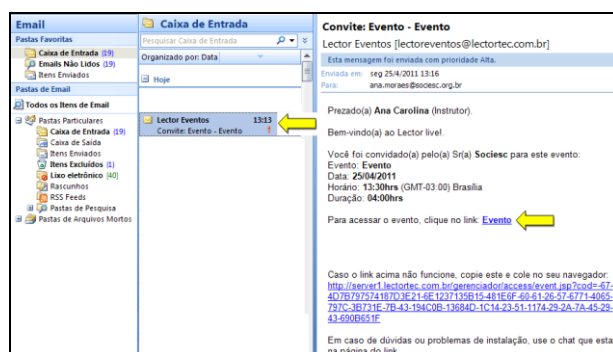 Email
Pastas Favoritas
Caixa de Entrada (19)
Emails Não Lidos (19)
Itens Enviados
Pastas de Email
Todos os Itens de Email
Pastas Particulares
Caixa de Entrada (19)
Caixa de Saída
Itens Enviados
Itens Excluídos (1)
Lixo eletrônico [40]
Rascunhos
RSS Feeds
Pastas de Pesquisa
Pastas de Arquivos Mortos
Caixa de Entrada
Pesquisar Caixa de Entrada
Organizado por: Data
Hoje
Lector Eventos 13:13
Convite: Evento - Evento !
Convite: Evento - Evento
Lector Eventos [lectoreventos@lectortec.com.br]
Esta mensagem foi enviada com prioridade Alta.
Enviada em: seg 25/4/2011 13:16
Para: ana.moraes@sociesc.org.br
Prezado(a) Ana Carolina (Instrutor).
Bem-vindo(a) ao Lector live!.
Você foi convidado(a) pelo(a) Sr(a) Sociesc para este evento:
Evento: Evento
Data: 25/04/2011
Horário: 13:30hrs (GMT-03:00) Brasília
Duração: 04:00hrs
Para acessar o evento, clique no link: Evento
Caso o link acima não funcione, copie este e cole no seu navegador:
http://server1.lectortec.com.br/gerenciador/access/event.jsp?cod=-67-
4D7B797574187D3E21-6E1237135B15-481E6F-60-61-26-57-6771-4065-
797C-3B731E-7B-43-194C0B-13684D-1C14-23-51-1174-29-2A-7A-45-29-
43-690B651F
Em caso de dúvidas ou problemas de instalação, use o chat que esta
na página do link.